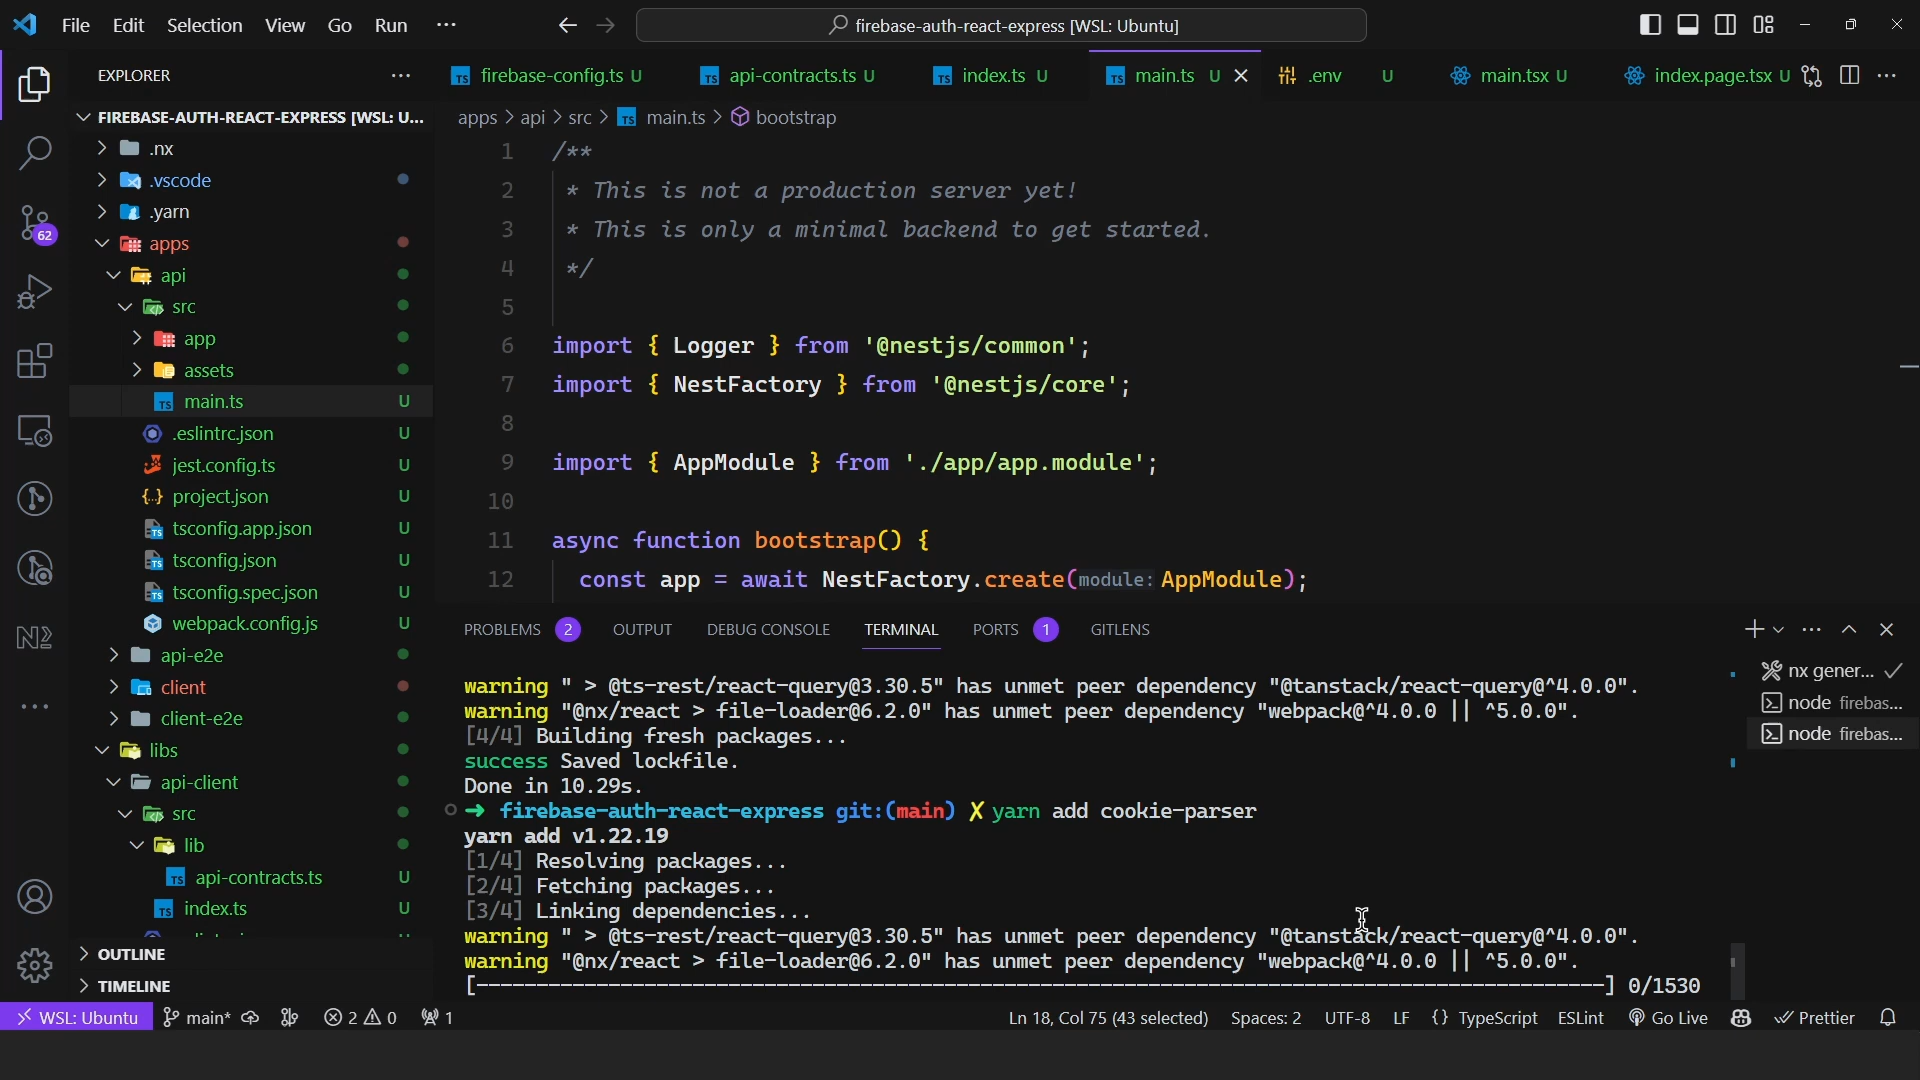 File Edit Selection View Go Run ···
firebase-auth-react-express [WSL: Ubuntu]
EXPLORER
FIREBASE-AUTH-REACT-EXPRESS [WSL: U...
.nx
.vscode
.yarn
apps
api
src
app
assets
main.ts U
.eslintrc.json U
jest.config.ts U
project.json U
tsconfig.app.json U
tsconfig.json U
tsconfig.spec.json U
webpack.config.js U
api-e2e
client
client-e2e
libs
api-client
src
lib
api-contracts.ts U
index.ts U
OUTLINE
TIMELINE
62
firebase-config.ts U
api-contracts.ts U
index.ts U
main.ts U
.env U
main.tsx U
index.page.tsx U
apps > api > src > main.ts > bootstrap
1 /**
2 * This is not a production server yet!
3 * This is only a minimal backend to get started.
4 */
5
6 import { Logger } from '@nestjs/common';
7 import { NestFactory } from '@nestjs/core';
8
9 import { AppModule } from './app/app.module';
10
11 async function bootstrap() {
12 const app = await NestFactory.create(module: AppModule);
PROBLEMS 2 OUTPUT DEBUG CONSOLE TERMINAL PORTS 1 GITLENS
warning " > @ts-rest/react-query@3.30.5" has unmet peer dependency "@tanstack/react-query@^4.0.0".
warning "@nx/react > file-loader@6.2.0" has unmet peer dependency "webpack@^4.0.0 || ^5.0.0".
[4/4] Building fresh packages...
success Saved lockfile.
Done in 10.29s.
➜ firebase-auth-react-express git:(main) ✗ yarn add cookie-parser
yarn add v1.22.19
[1/4] Resolving packages...
[2/4] Fetching packages...
[3/4] Linking dependencies...
warning " > @ts-rest/react-query@3.30.5" has unmet peer dependency "@tanstack/react-query@^4.0.0".
warning "@nx/react > file-loader@6.2.0" has unmet peer dependency "webpack@^4.0.0 || ^5.0.0".
[----------------------------------------------------------------------------------------------] 0/1530
nx gener...
node firebas...
node firebas...
WSL: Ubuntu main* 2 0 1
Ln 18, Col 75 (43 selected) Spaces: 2 UTF-8 LF {} TypeScript ESLint Go Live Prettier